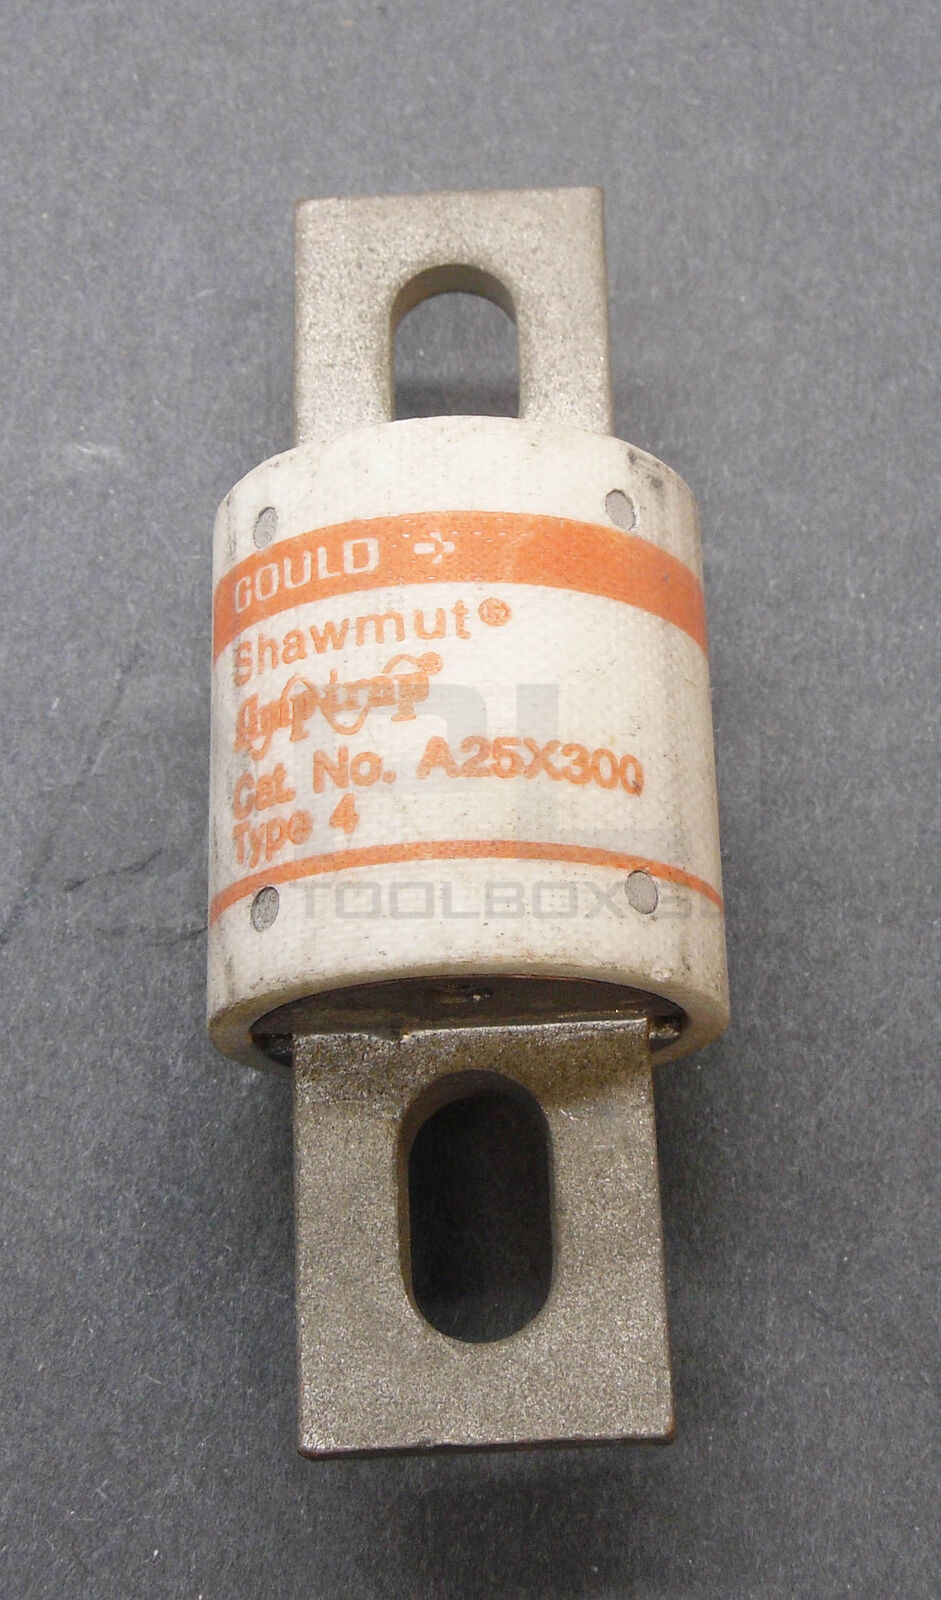 GOULD
Shawmut®
Amp-trap®
Cat. No. A25X300
Type 4
TOOLBOX